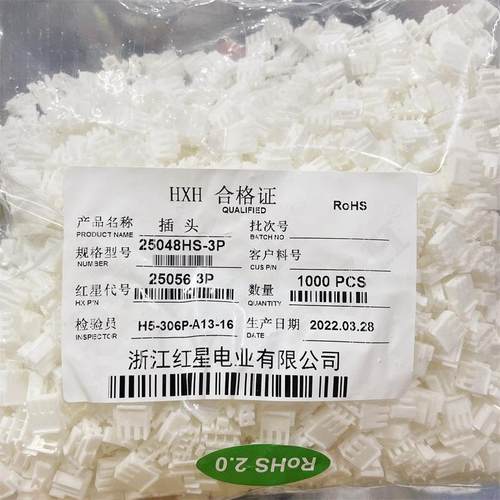 HXH 合格证 RoHS
QUALIFIED
产品名称 插 头 批次号
PRODUCT NAME BATCH NO
规格型号 25048HS-3P 客户料号
NUMBER CUS P/N
红星代号 25056 3P 数量 1000 PCS
HX P/N QUANTITY
检验员 H5-306P-A13-16 生产日期 2022.03.28
INSPECTOR DATE
浙江红星电业有限公司
RoHS 2.0